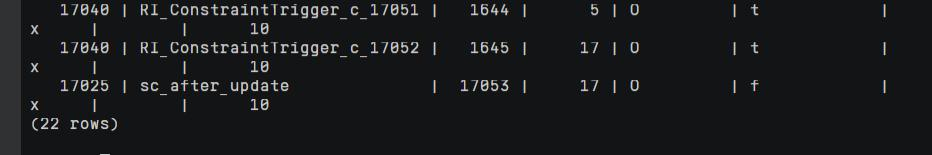 17040 | RI_ConstraintTrigger_c_17051 | 1644 | 5 | O | t |
x | | 10
17040 | RI_ConstraintTrigger_c_17052 | 1645 | 17 | O | t |
x | | 10
17025 | sc_after_update | 17053 | 17 | O | f |
x | | 10
(22 rows)